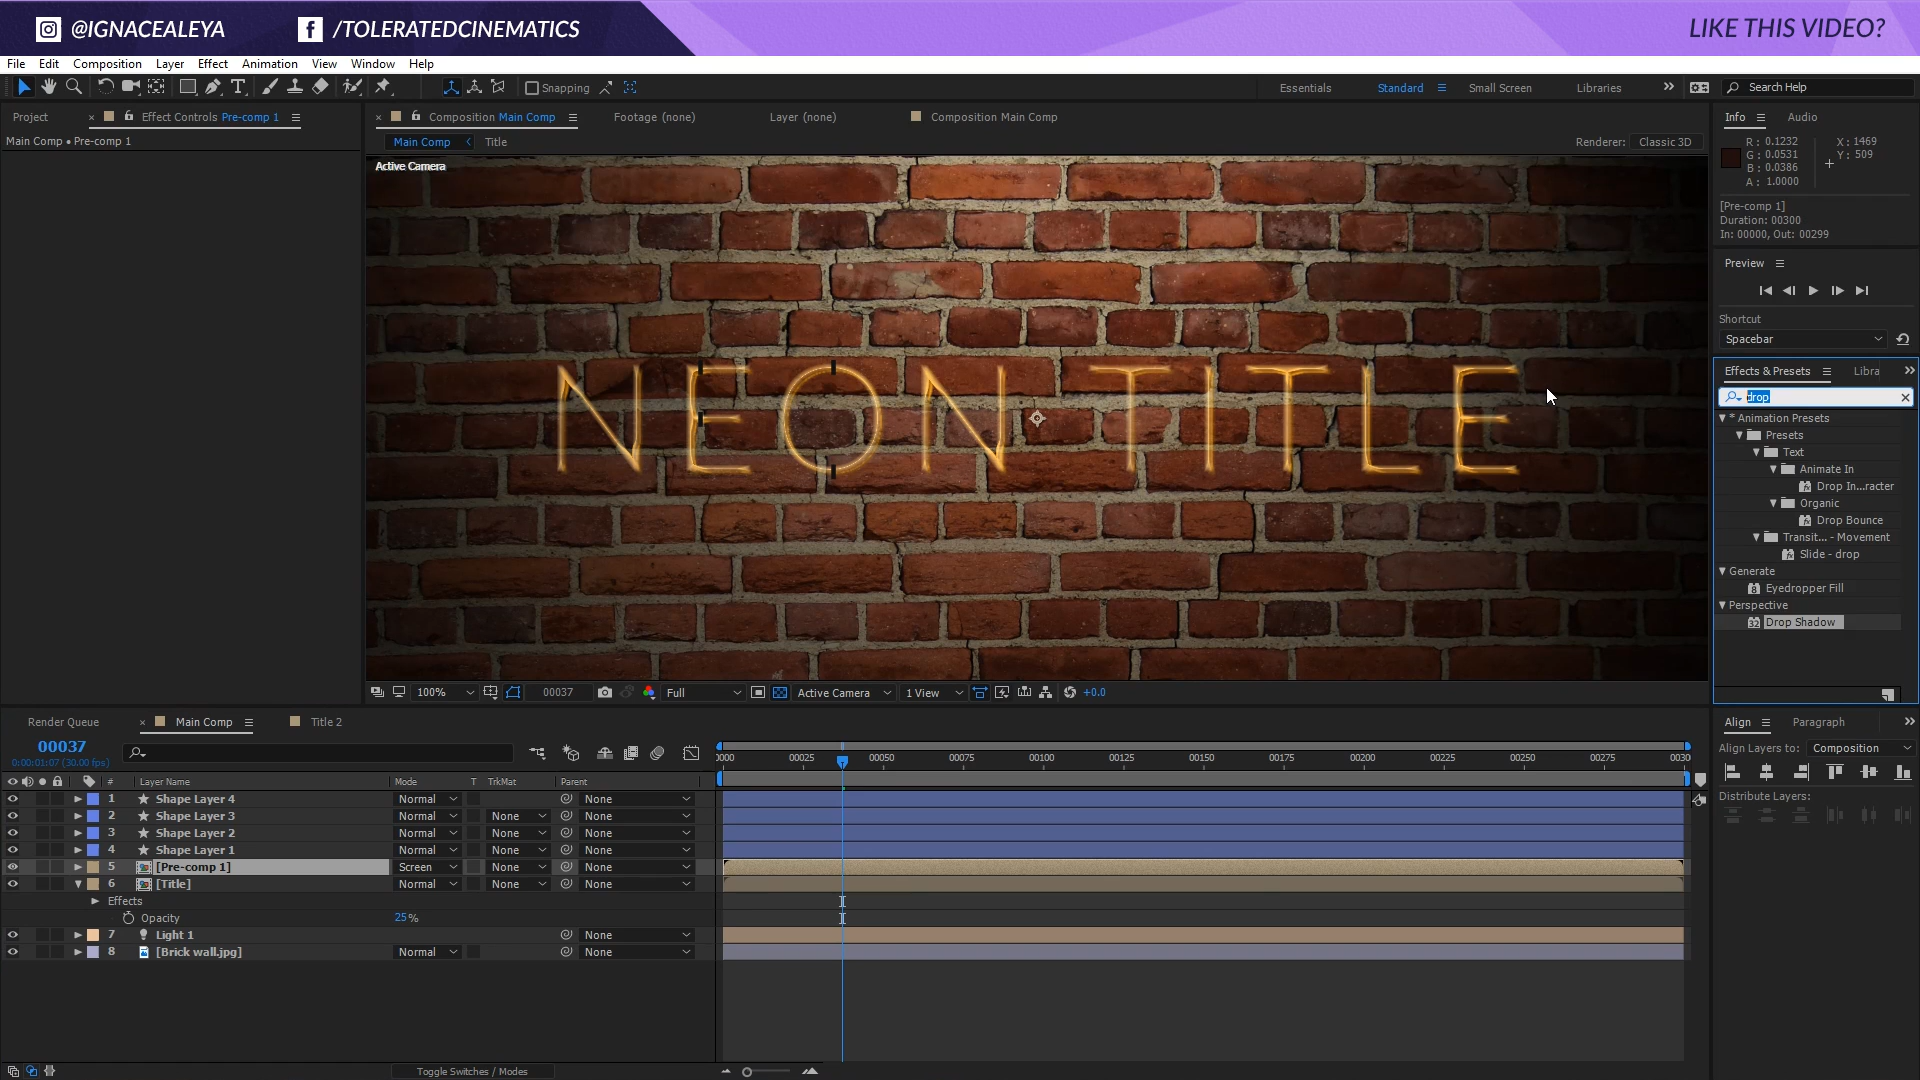 @IGNACEALEYA /TOLERATEDCINEMATICS LIKE THIS VIDEO?
File Edit Composition Layer Effect Animation View Window Help
Snapping Essentials Standard Small Screen Libraries Search Help
Project Effect Controls Pre-comp 1
Main Comp • Pre-comp 1
Composition Main Comp Footage (none) Layer (none) Composition Main Comp
Main Comp Title Renderer: Classic 3D
Active Camera
NEON TITLE
100% 00037 Full Active Camera 1 View +0.0
Info Audio
R: 0.1232 X: 1469
G: 0.0531 Y: 509
B: 0.0386
A: 1.0000
[Pre-comp 1]
Duration: 00300
In: 00000, Out: 00299
Preview
Shortcut
Spacebar
Effects & Presets Libra
drop
* Animation Presets
Presets
Text
Animate In
Drop In...racter
Organic
Drop Bounce
Transit... - Movement
Slide - drop
Generate
Eyedropper Fill
Perspective
Drop Shadow
Align Paragraph
Align Layers to: Composition
Distribute Layers:
Render Queue Main Comp Title 2
00037
0:00:01:07 (30.00 fps)
0000 00025 00050 00075 00100 00125 00150 00175 00200 00225 00250 00275 0030
# Layer Name Mode T TrkMat Parent
1 Shape Layer 4 Normal None
2 Shape Layer 3 Normal None None
3 Shape Layer 2 Normal None None
4 Shape Layer 1 Normal None None
5 [Pre-comp 1] Screen None None
6 [Title] Normal None None
Effects
Opacity 25%
7 Light 1 None
8 [Brick wall.jpg] Normal None
Toggle Switches / Modes